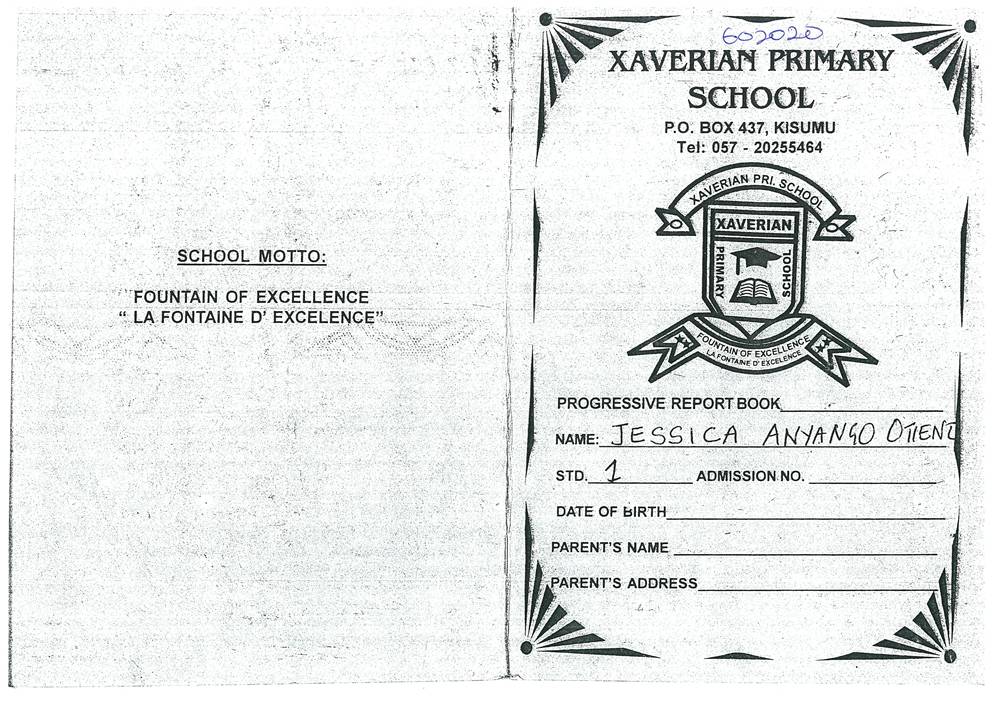 SCHOOL MOTTO:
FOUNTAIN OF EXCELLENCE
“ LA FONTAINE D’ EXCELENCE”
602020
XAVERIAN PRIMARY
SCHOOL
P.O. BOX 437, KISUMU
Tel: 057 - 20255464
XAVERIAN PRI. SCHOOL
XAVERIAN
PRIMARY
SCHOOL
FOUNTAIN OF EXCELLENCE
LA FONTAINE D' EXCELENCE
PROGRESSIVE REPORT BOOK
NAME: JESSICA ANYANGO OTIENO
STD. 1 ADMISSION NO.
DATE OF BIRTH
PARENT'S NAME
PARENT'S ADDRESS